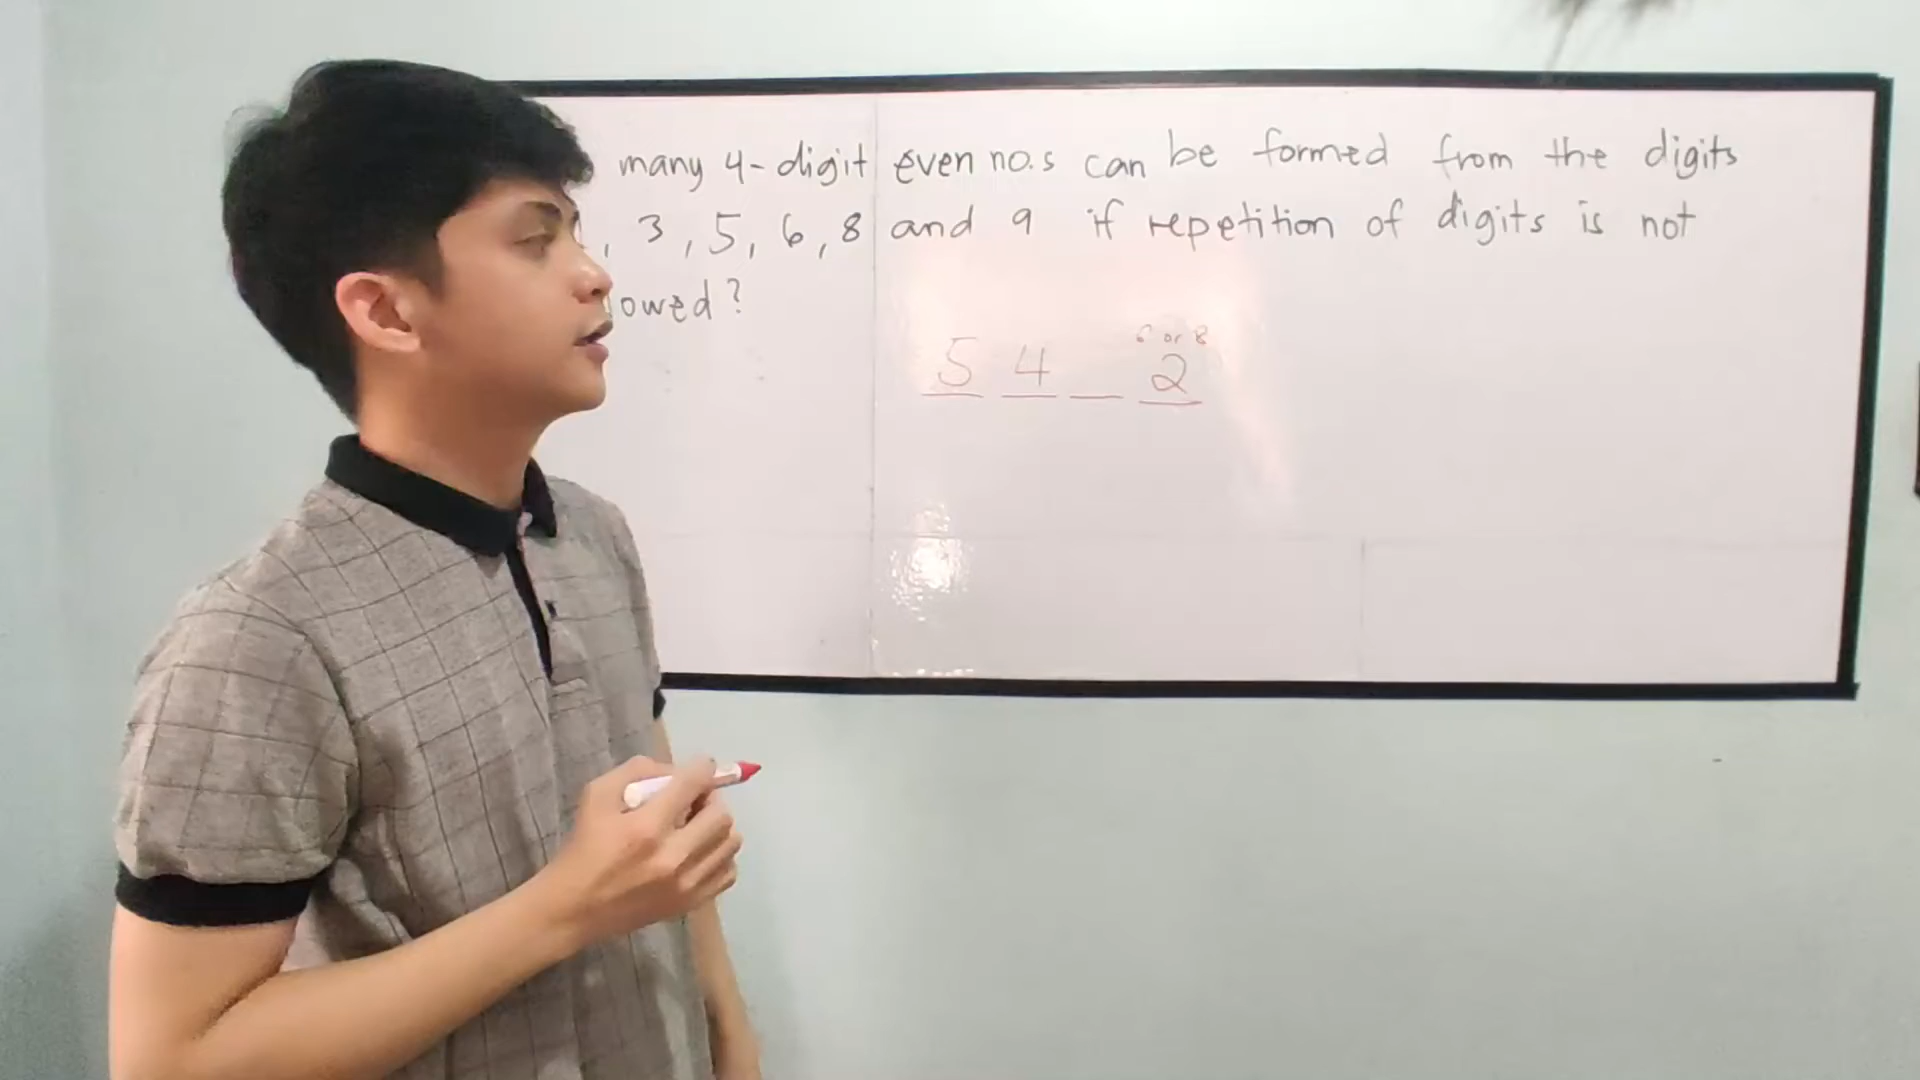 many 4-digit even no.s can be formed from the digits
, 3, 5, 6, 8 and 9 if repetition of digits is not
owed?
6 or 8
5 4 _ 2